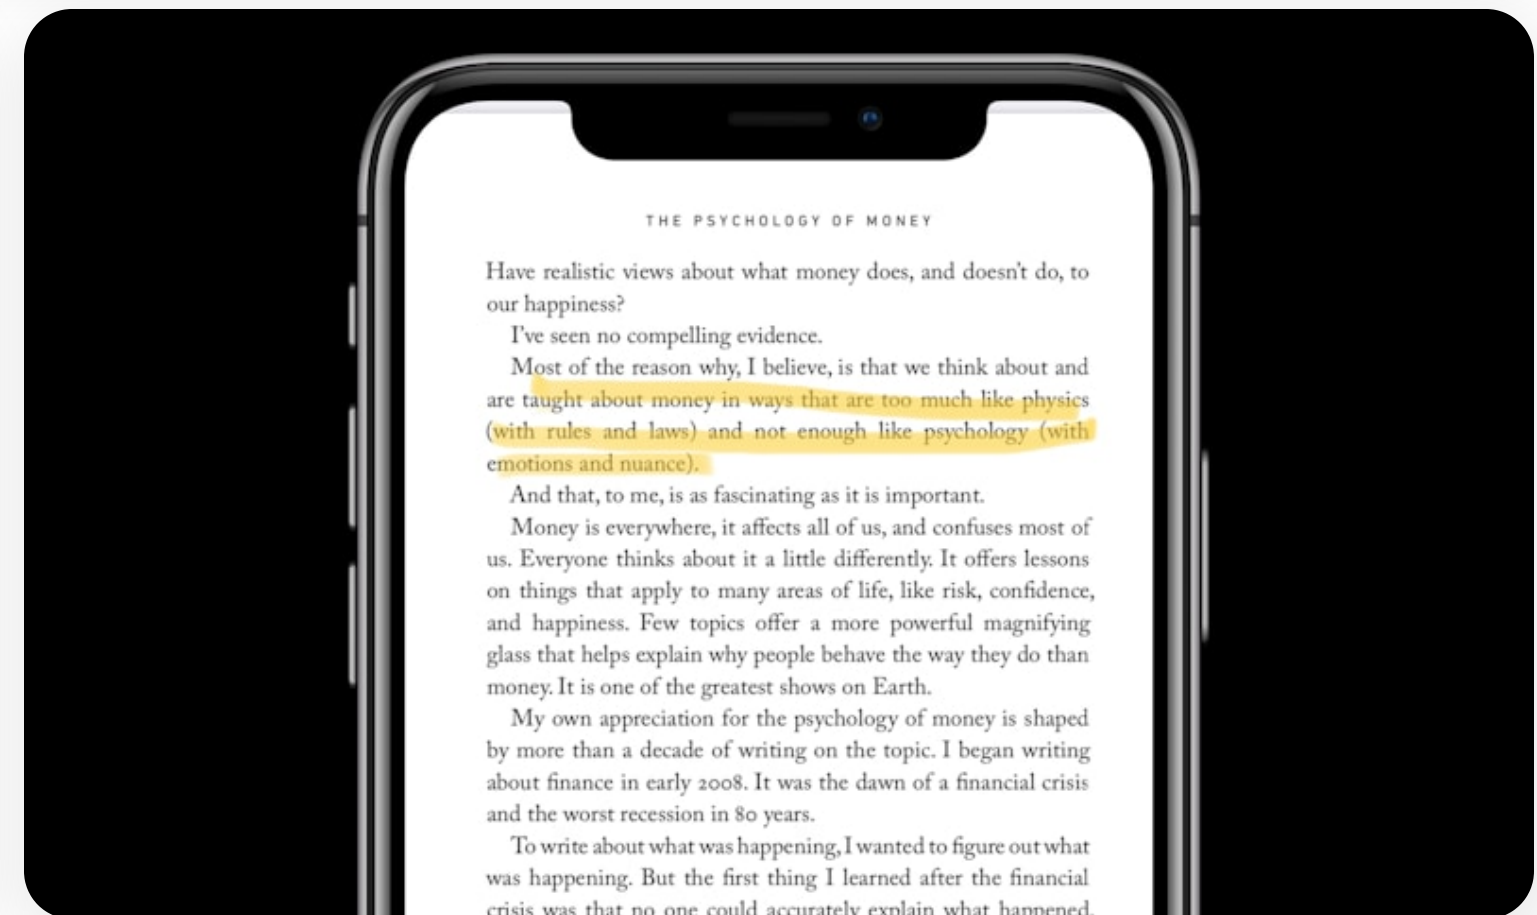 THE PSYCHOLOGY OF MONEY
Have realistic views about what money does, and doesn't do, to
our happiness?
I've seen no compelling evidence.
Most of the reason why, I believe, is that we think about and
are taught about money in ways that are too much like physics
(with rules and laws) and not enough like psychology (with
emotions and nuance).
And that, to me, is as fascinating as it is important.
Money is everywhere, it affects all of us, and confuses most of
us. Everyone thinks about it a little differently. It offers lessons
on things that apply to many areas of life, like risk, confidence,
and happiness. Few topics offer a more powerful magnifying
glass that helps explain why people behave the way they do than
money. It is one of the greatest shows on Earth.
My own appreciation for the psychology of money is shaped
by more than a decade of writing on the topic. I began writing
about finance in early 2008. It was the dawn of a financial crisis
and the worst recession in 80 years.
To write about what was happening, I wanted to figure out what
was happening. But the first thing I learned after the financial
crisis was that no one could accurately explain what happened,